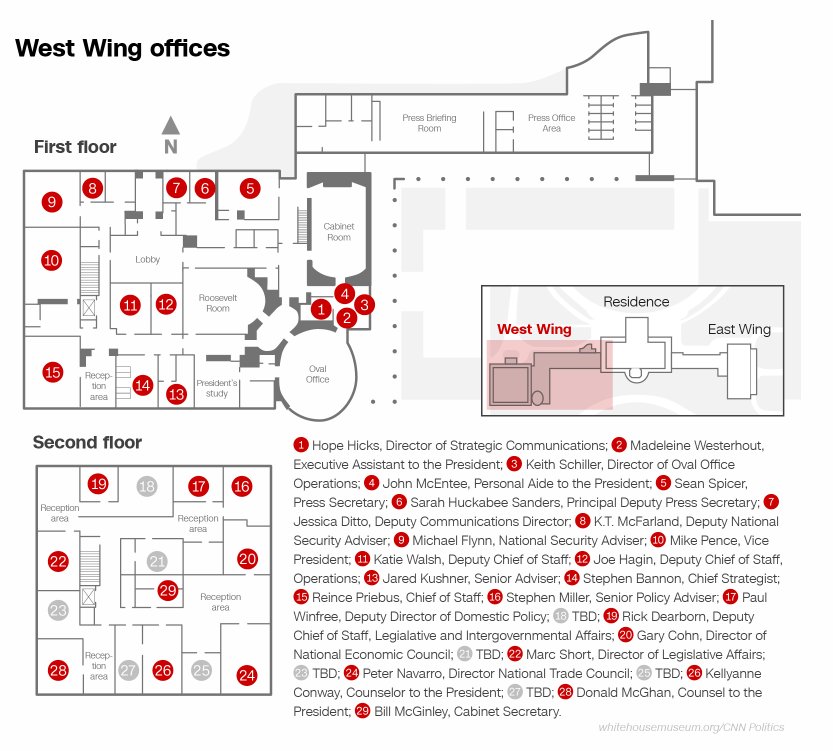 West Wing offices
N
First floor
Press Briefing
Room
Press Office
Area
8
7
6
5
9
Cabinet
Room
10
Lobby
11
12
Roosevelt
Room
4
1
3
2
Residence
West Wing
East Wing
15
Recep-
tion
area
14
13
President's
study
Oval
Office
Second floor
19
18
17
16
Reception
area
Reception
area
22
21
20
29
23
Reception
area
28
Recep-
tion
area
27
26
25
24
1 Hope Hicks, Director of Strategic Communications; 2 Madeleine Westerhout,
Executive Assistant to the President; 3 Keith Schiller, Director of Oval Office
Operations; 4 John McEntee, Personal Aide to the President; 5 Sean Spicer,
Press Secretary; 6 Sarah Huckabee Sanders, Principal Deputy Press Secretary; 7
Jessica Ditto, Deputy Communications Director; 8 K.T. McFarland, Deputy National
Security Adviser; 9 Michael Flynn, National Security Adviser; 10 Mike Pence, Vice
President; 11 Katie Walsh, Deputy Chief of Staff; 12 Joe Hagin, Deputy Chief of Staff,
Operations; 13 Jared Kushner, Senior Adviser; 14 Stephen Bannon, Chief Strategist;
15 Reince Priebus, Chief of Staff; 16 Stephen Miller, Senior Policy Adviser; 17 Paul
Winfree, Deputy Director of Domestic Policy; 18 TBD; 19 Rick Dearborn, Deputy
Chief of Staff, Legialative and Intergovernmental Affairs; 20 Gary Cohn, Director of
National Economic Council; 21 TBD; 22 Marc Short, Director of Legislative Affairs;
23 TBD; 24 Peter Navarro, Director National Trade Council; 25 TBD; 26 Kellyanne
Conway, Counselor to the President; 27 TBD; 28 Donald McGhan, Counsel to the
President; 29 Bill McGinley, Cabinet Secretary.
whitehousemuseum.org/CNN Politics